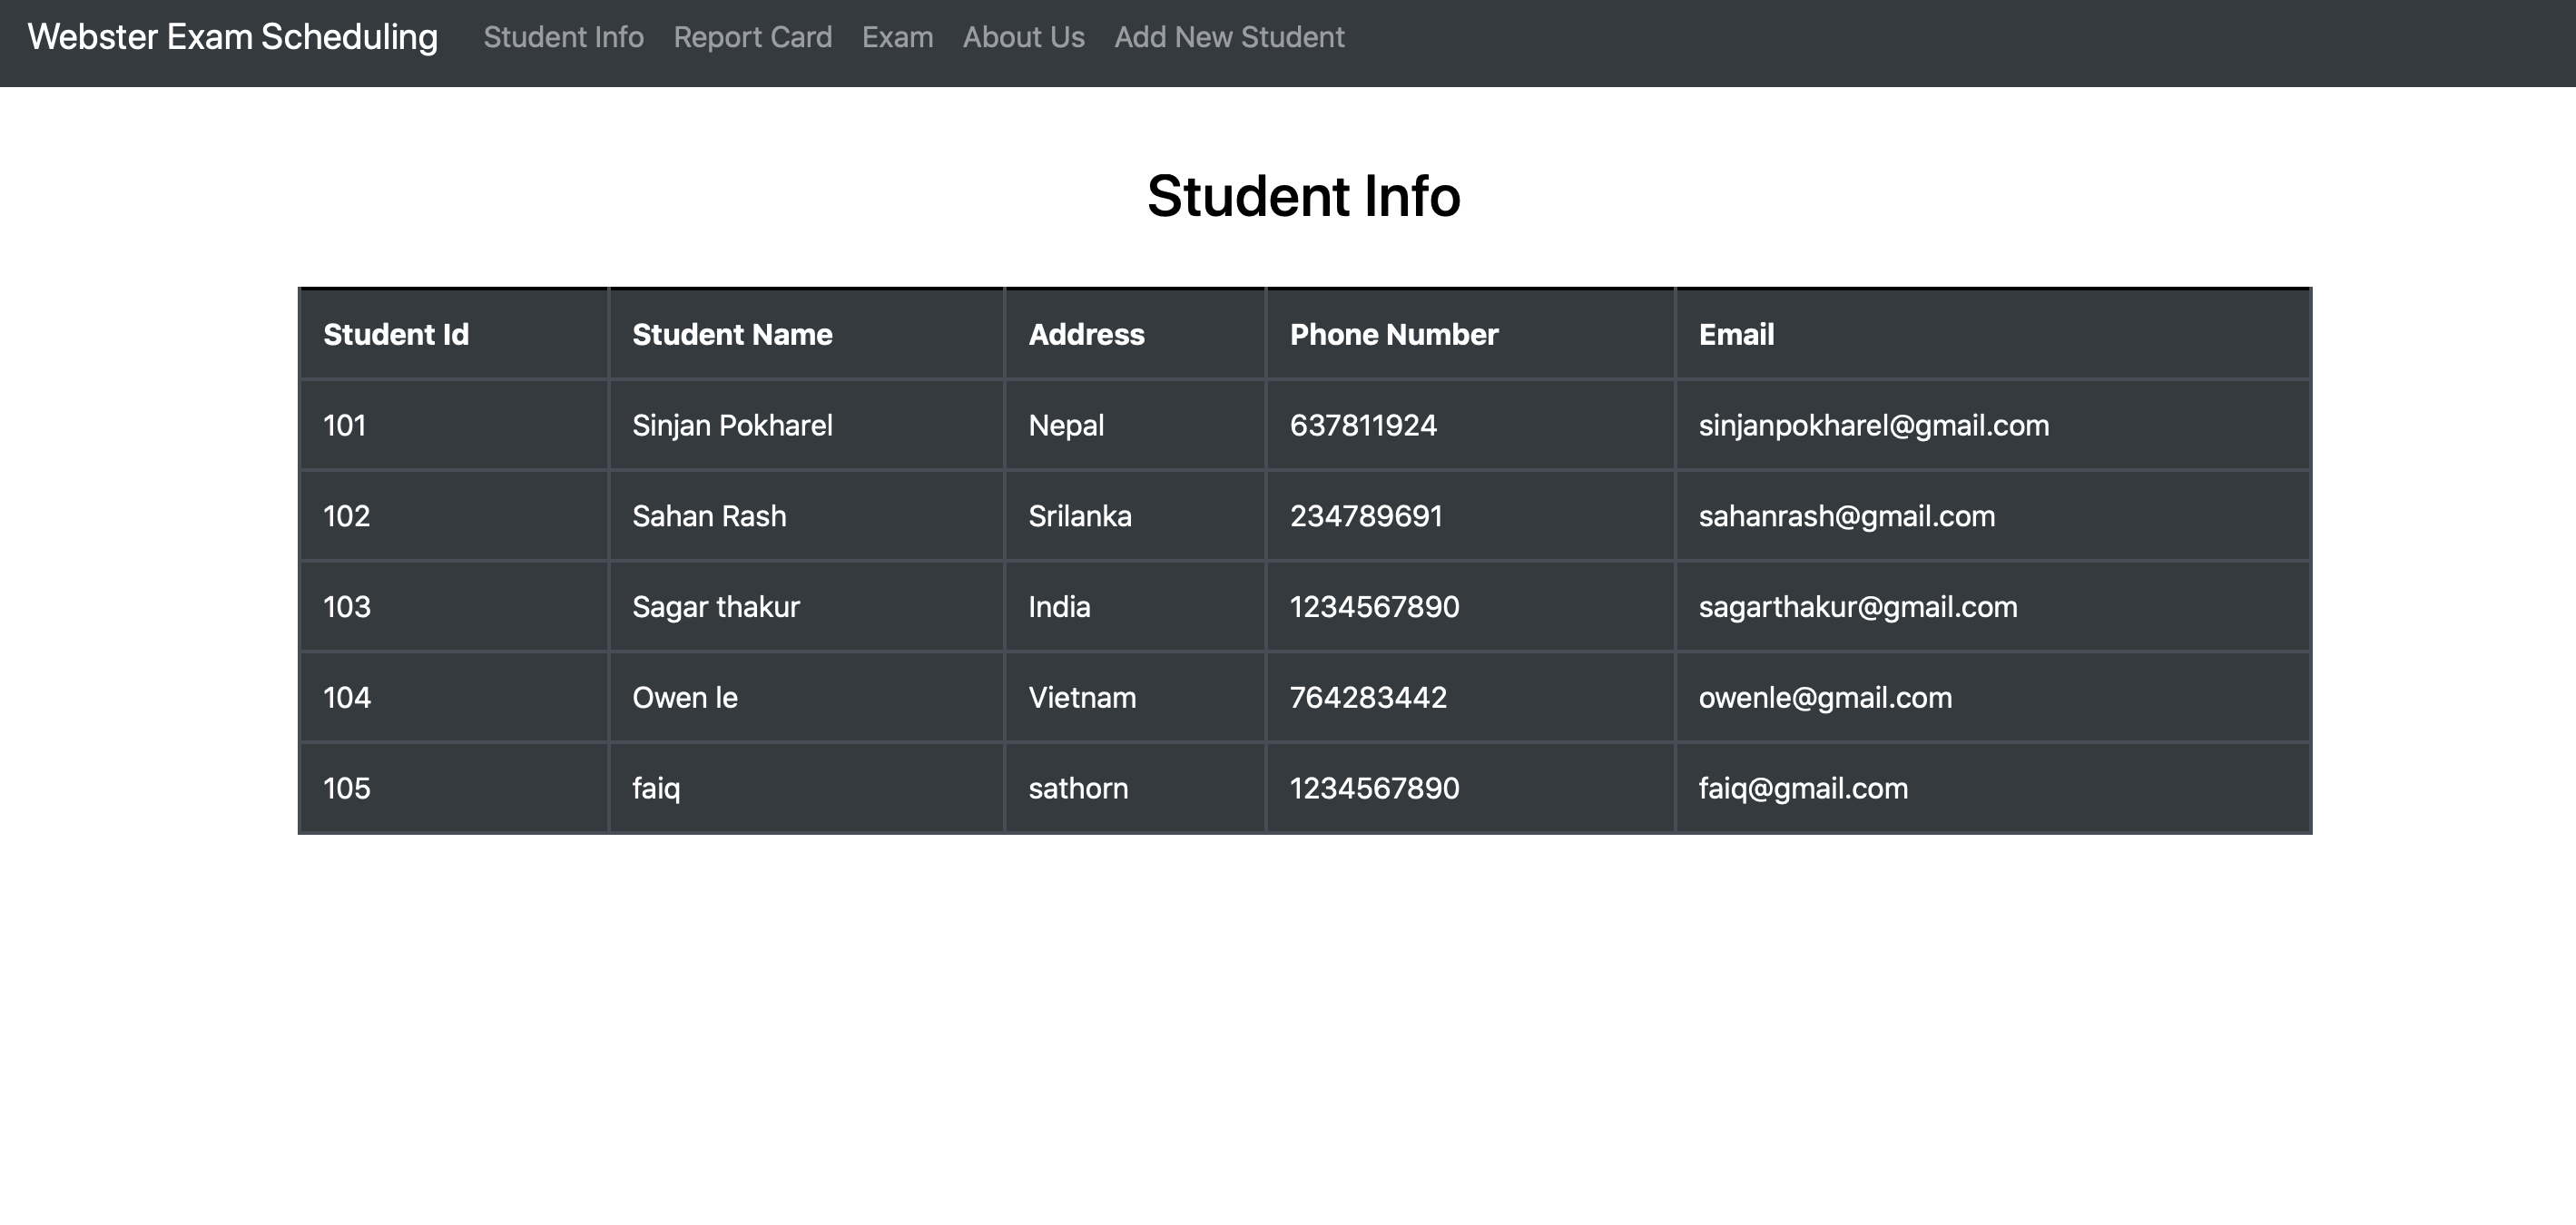 Webster Exam Scheduling Student Info Report Card Exam About Us Add New Student
Student Info
Student Id Student Name Address Phone Number Email
101 Sinjan Pokharel Nepal 637811924 sinjanpokharel@gmail.com
102 Sahan Rash Srilanka 234789691 sahanrash@gmail.com
103 Sagar thakur India 1234567890 sagarthakur@gmail.com
104 Owen le Vietnam 764283442 owenle@gmail.com
105 faiq sathorn 1234567890 faiq@gmail.com